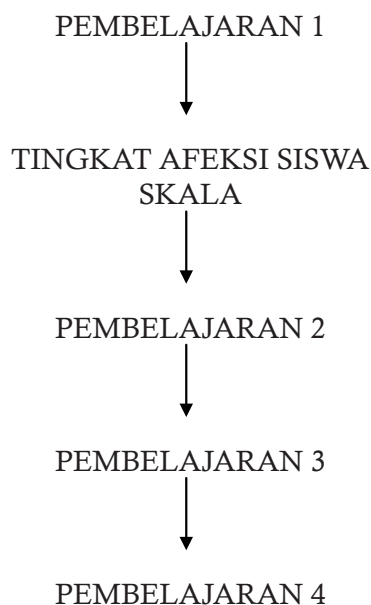 PEMBELAJARAN 1
TINGKAT AFEKSI SISWA
SKALA
PEMBELAJARAN 2
PEMBELAJARAN 3
PEMBELAJARAN 4